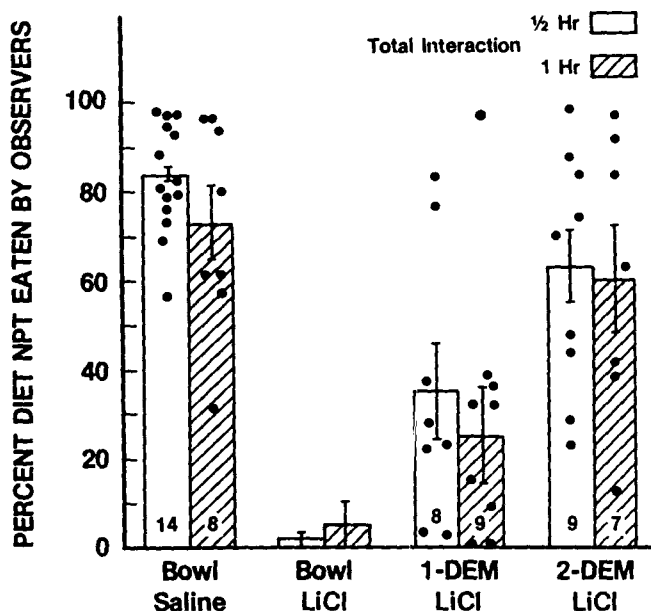 ½ Hr
Total Interaction
1 Hr
PERCENT DIET NPT EATEN BY OBSERVERS
100
80
60
40
20
0
14
8
8
9
9
7
Bowl Saline
Bowl LiCl
1-DEM LiCl
2-DEM LiCl